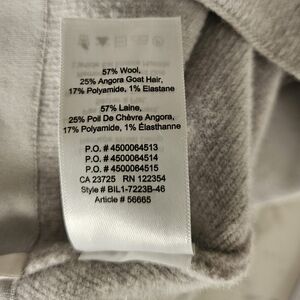 57% Wool,
25% Angora Goat Hair,
17% Polyamide, 1% Elastane
57% Laine,
25% Poil De Chèvre Angora,
17% Polyamide, 1% Élasthanne
P.O. # 4500064513
P.O. # 4500064514
P.O. # 4500064515
CA 23725 RN 122354
Style # BIL1-7223B-46
Article # 56665